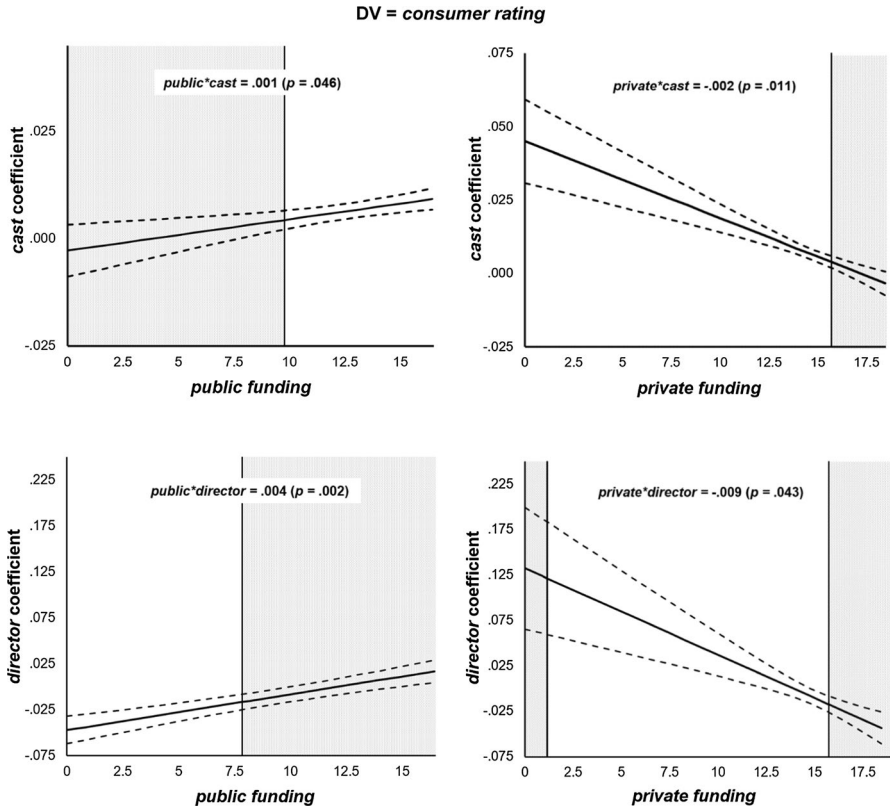 DV = consumer rating
public*cast = .001 (p = .046)
.025
.000
-.025
cast coefficient
0 2.5 5 7.5 10 12.5 15
public funding
private*cast = -.002 (p = .011)
.075
.050
.025
.000
-.025
cast coefficient
0 2.5 5 7.5 10 12.5 15 17.5
private funding
public*director = .004 (p = .002)
.225
.175
.125
.075
.025
-.025
-.075
director coefficient
0 2.5 5 7.5 10 12.5 15
public funding
private*director = -.009 (p = .043)
.225
.175
.125
.075
.025
-.025
-.075
director coefficient
0 2.5 5 7.5 10 12.5 15 17.5
private funding